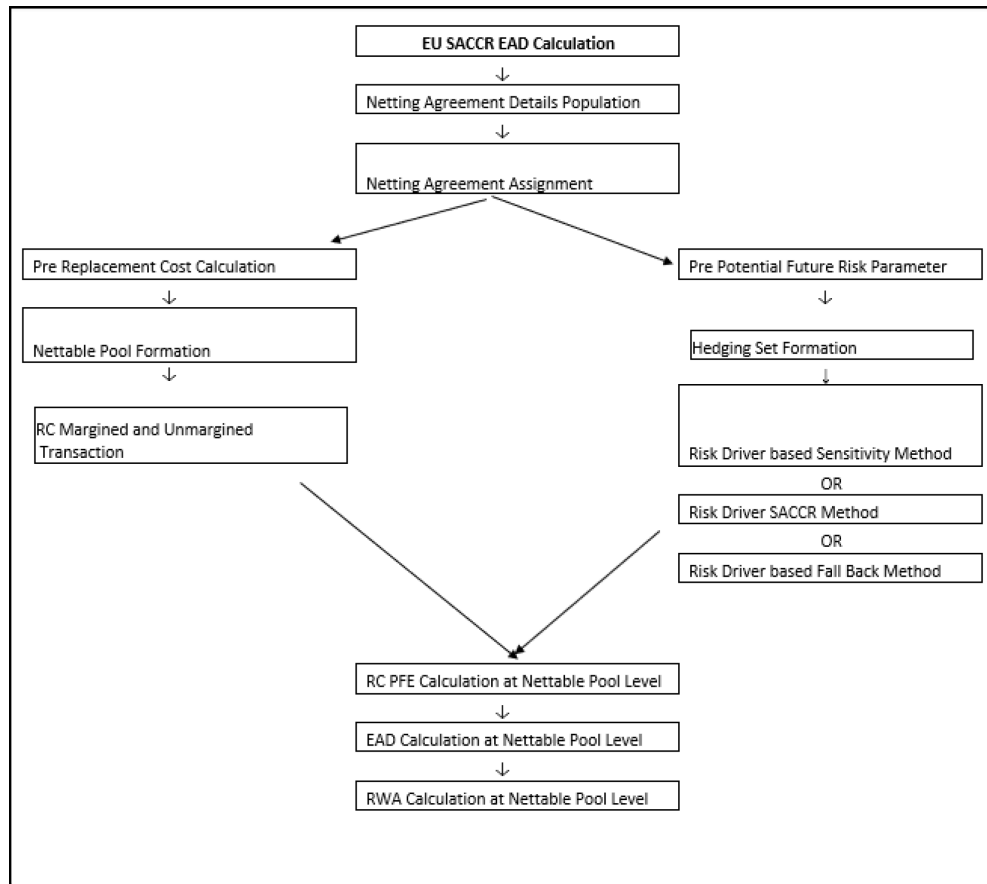 EU SACCR EAD Calculation
Netting Agreement Details Population
Netting Agreement Assignment
Pre Replacement Cost Calculation
Nettable Pool Formation
RC Margined and Unmargined
Transaction
Pre Potential Future Risk Parameter
Hedging Set Formation
Risk Driver based Sensitivity Method
OR
Risk Driver SACCR Method
OR
Risk Driver based Fall Back Method
RC PFE Calculation at Nettable Pool Level
EAD Calculation at Nettable Pool Level
RWA Calculation at Nettable Pool Level